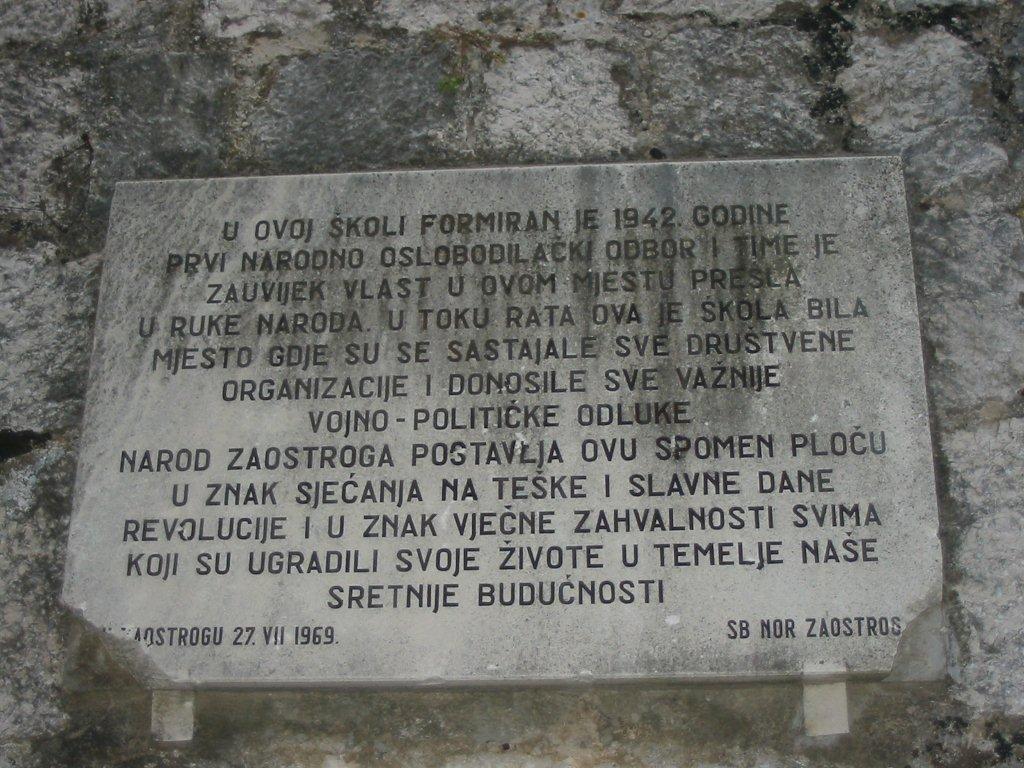 U OVOJ ŠKOLI FORMIRAN JE 1942. GODINE
PRVI NARODNO OSLOBODILAČKI ODBOR I TIME JE
ZAUVIJEK VLAST U OVOM MJESTU PREŠLA
U RUKE NARODA. U TOKU RATA OVA JE ŠKOLA BILA
MJESTO GDJE SU SE SASTAJALE SVE DRUŠTVENE
ORGANIZACIJE I DONOSILE SVE VAŽNIJE
VOJNO-POLITIČKE ODLUKE
NAROD ZAOSTROGA POSTAVLJA OVU SPOMEN PLOČU
U ZNAK SJEĆANJA NA TEŠKE I SLAVNE DANE
REVOLUCIJE I U ZNAK VJEČNE ZAHVALNOSTI SVIMA
KOJI SU UGRADILI SVOJE ŽIVOTE U TEMELJE NAŠE
SRETNIJE BUDUĆNOSTI
ZAOSTROGU 27. VII 1969.
SB NOR ZAOSTROG